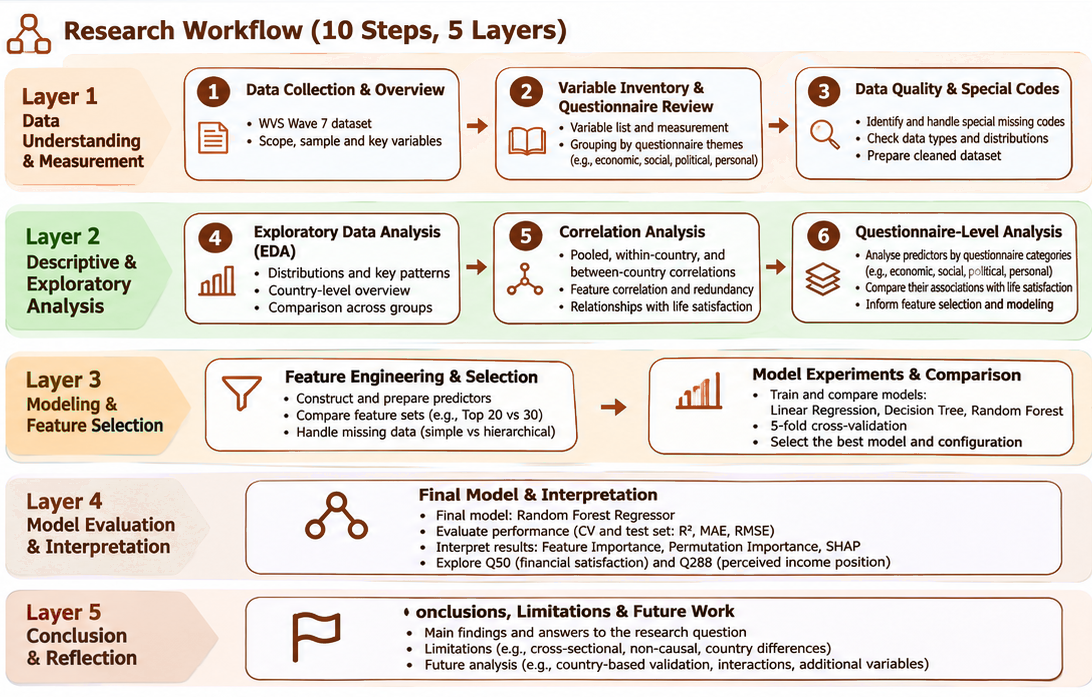 Research Workflow (10 Steps, 5 Layers)
Layer 1
Data
Understanding
& Measurement
1
Data Collection & Overview
• WVS Wave 7 dataset
• Scope, sample and key variables
2
Variable Inventory &
Questionnaire Review
• Variable list and measurement
• Grouping by questionnaire themes
(e.g., economic, social, political, personal)
3
Data Quality & Special Codes
• Identify and handle special missing codes
• Check data types and distributions
• Prepare cleaned dataset
Layer 2
Descriptive &
Exploratory
Analysis
4
Exploratory Data Analysis
(EDA)
• Distributions and key patterns
• Country-level overview
• Comparison across groups
5
Correlation Analysis
• Pooled, within-country, and
between-country correlations
• Feature correlation and redundancy
• Relationships with life satisfaction
6
Questionnaire-Level Analysis
• Analyse predictors by questionnaire categories
(e.g., economic, social, political, personal)
• Compare their associations with life satisfaction
• Inform feature selection and modeling
Layer 3
Modeling &
Feature Selection
Feature Engineering & Selection
• Construct and prepare predictors
• Compare feature sets (e.g., Top 20 vs 30)
• Handle missing data (simple vs hierarchical)
Model Experiments & Comparison
• Train and compare models:
Linear Regression, Decision Tree, Random Forest
• 5-fold cross-validation
• Select the best model and configuration
Layer 4
Model Evaluation
& Interpretation
Final Model & Interpretation
• Final model: Random Forest Regressor
• Evaluate performance (CV and test set: R², MAE, RMSE)
• Interpret results: Feature Importance, Permutation Importance, SHAP
• Explore Q50 (financial satisfaction) and Q288 (perceived income position)
Layer 5
Conclusion
& Reflection
onclusions, Limitations & Future Work
• Main findings and answers to the research question
• Limitations (e.g., cross-sectional, non-causal, country differences)
• Future analysis (e.g., country-based validation, interactions, additional variables)